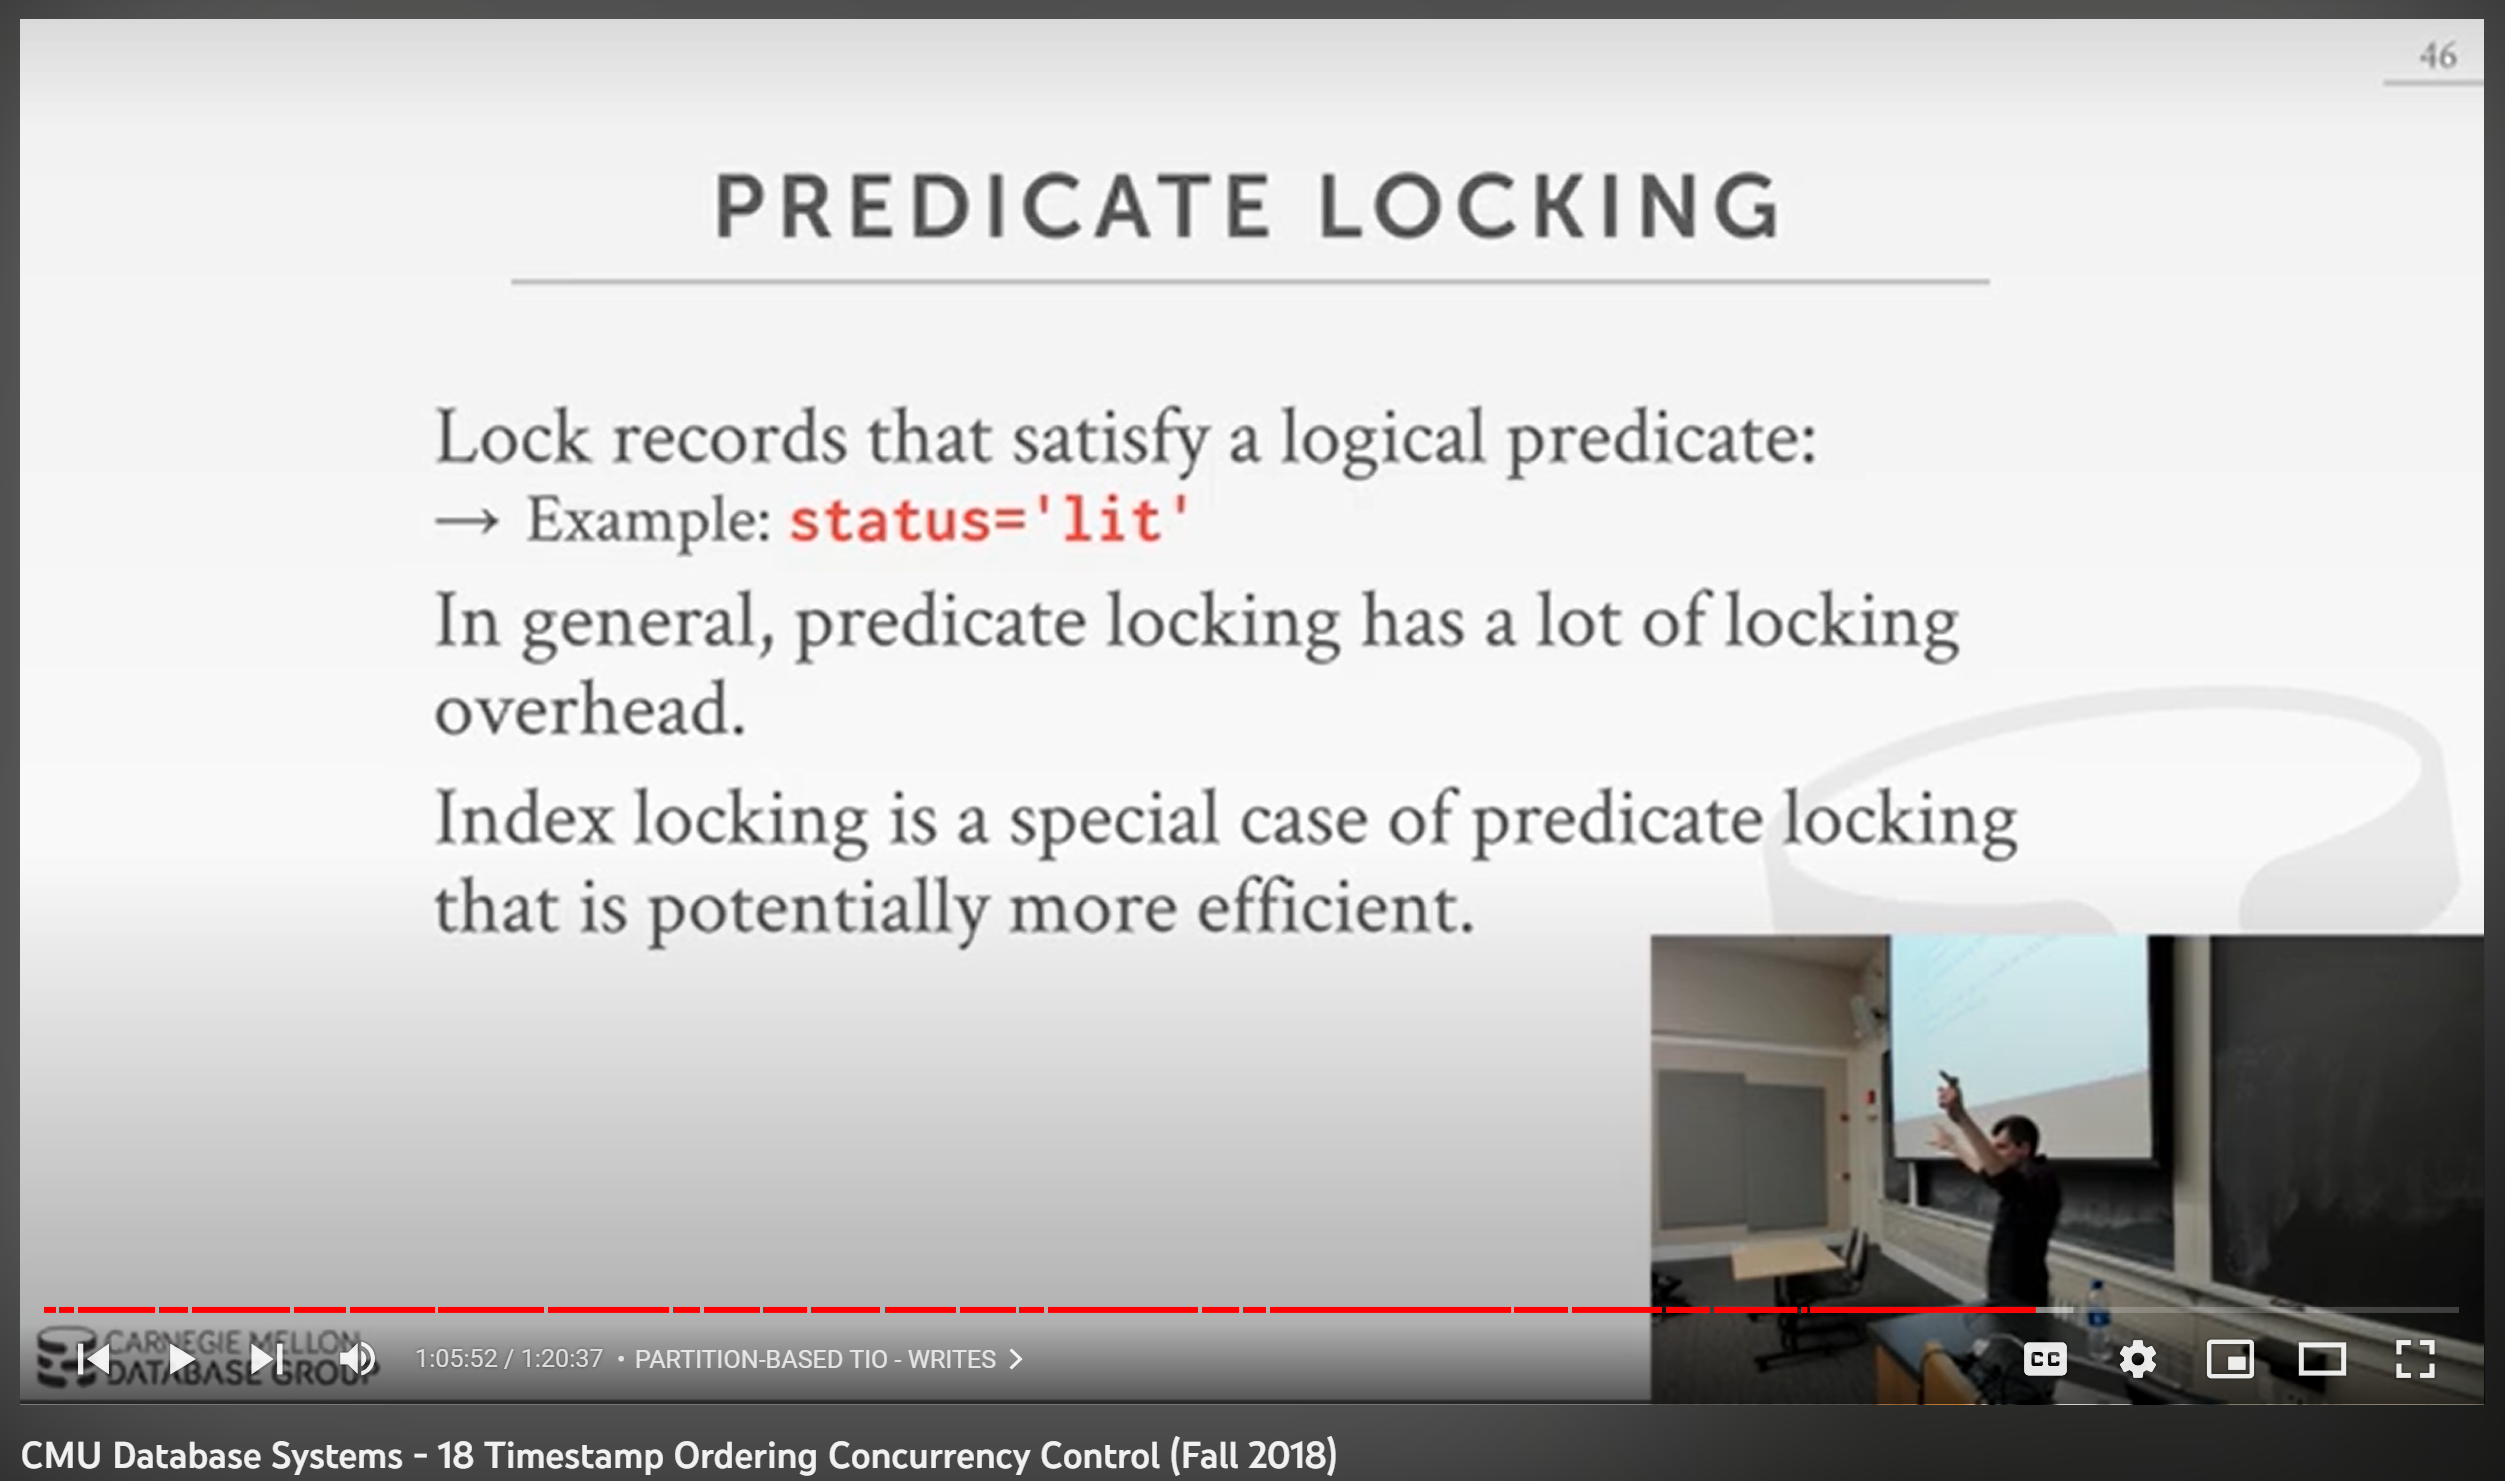 46
PREDICATE LOCKING
Lock records that satisfy a logical predicate:
→ Example: status='lit'
In general, predicate locking has a lot of locking
overhead.
Index locking is a special case of predicate locking
that is potentially more efficient.
CARNEGIE MELLON
DATABASE GROUP
1:05:52 / 1:20:37 • PARTITION-BASED TIO - WRITES
CC
CMU Database Systems - 18 Timestamp Ordering Concurrency Control (Fall 2018)